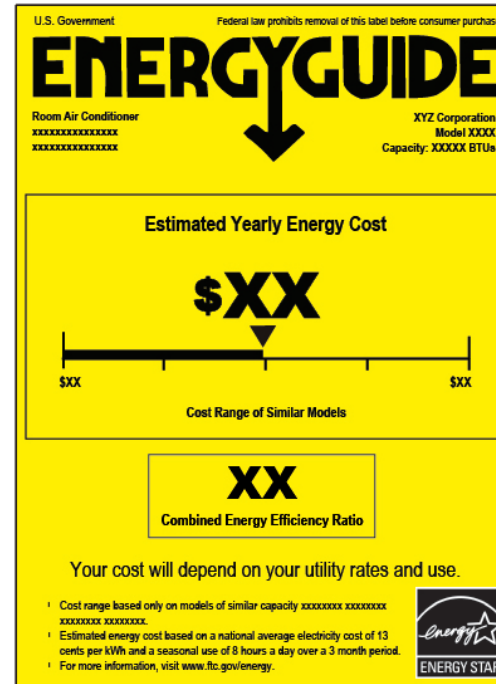 U.S. Government
Federal law prohibits removal of this label before consumer purchas
ENERGYGUIDE
Room Air Conditioner
xxxxxxxxxxxxxxx
xxxxxxxxxxxxxxx
XYZ Corporation
Model XXXX
Capacity: XXXXX BTUs
Estimated Yearly Energy Cost
$XX
$XX
$XX
Cost Range of Similar Models
XX
Combined Energy Efficiency Ratio
Your cost will depend on your utility rates and use.
Cost range based only on models of similar capacity xxxxxxxx xxxxxxxx
xxxxxxxx xxxxxxxx.
Estimated energy cost based on a national average electricity cost of 13
cents per kWh and a seasonal use of 8 hours a day over a 3 month period.
For more information, visit www.ftc.gov/energy.
energy
ENERGY STAR